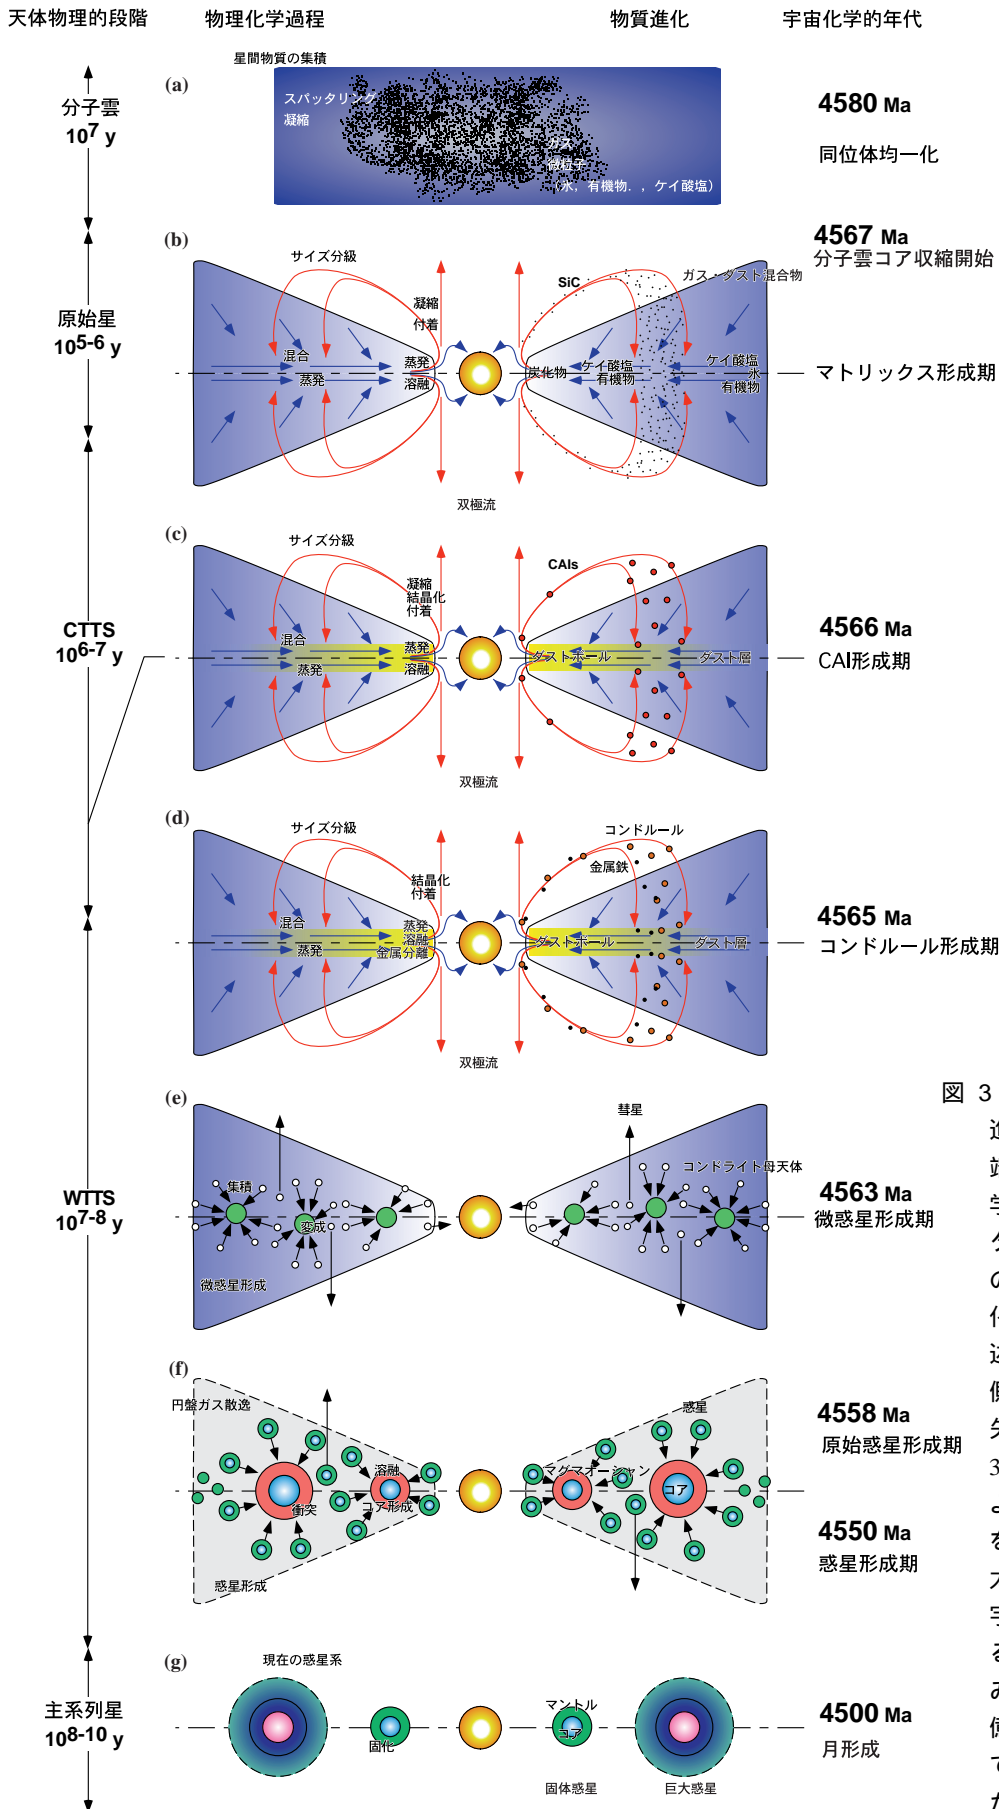 天体物理的段階　物理化学過程　物質進化　宇宙化学的年代
星間物質の集積
(a)
スパッタリング
凝縮
ガス
微粒子
（氷，有機物．，ケイ酸塩）
分子雲
10⁷ y
4580 Ma
同位体均一化
4567 Ma
分子雲コア収縮開始
(b)
サイズ分級
凝縮
付着
混合
蒸発
蒸発
溶融
SiC
ガス・ダスト混合物
炭化物
ケイ酸塩
有機物
ケイ酸塩
氷
有機物
双極流
原始星
10⁵⁻⁶ y
マトリックス形成期
(c)
サイズ分級
凝縮
結晶化
付着
混合
蒸発
蒸発
溶融
CAIs
ダストボール
ダスト層
双極流
CTTS
10⁶⁻⁷ y
4566 Ma
CAI形成期
(d)
サイズ分級
結晶化
付着
混合
蒸発
蒸発
溶融
金属分離
コンドルール
金属鉄
ダストボール
ダスト層
双極流
4565 Ma
コンドルール形成期
(e)
集積
変成
微惑星形成
彗星
コンドライト母天体
WTTS
10⁷⁻⁸ y
4563 Ma
微惑星形成期
(f)
円盤ガス散逸
溶融
コア形成
衝突
惑星形成
惑星
マグマオーシャン
コア
4558 Ma
原始惑星形成期
4550 Ma
惑星形成期
(g)
現在の惑星系
固化
マントル
コア
固体惑星
巨大惑星
主系列星
10⁸⁻¹⁰ y
4500 Ma
月形成
図 3